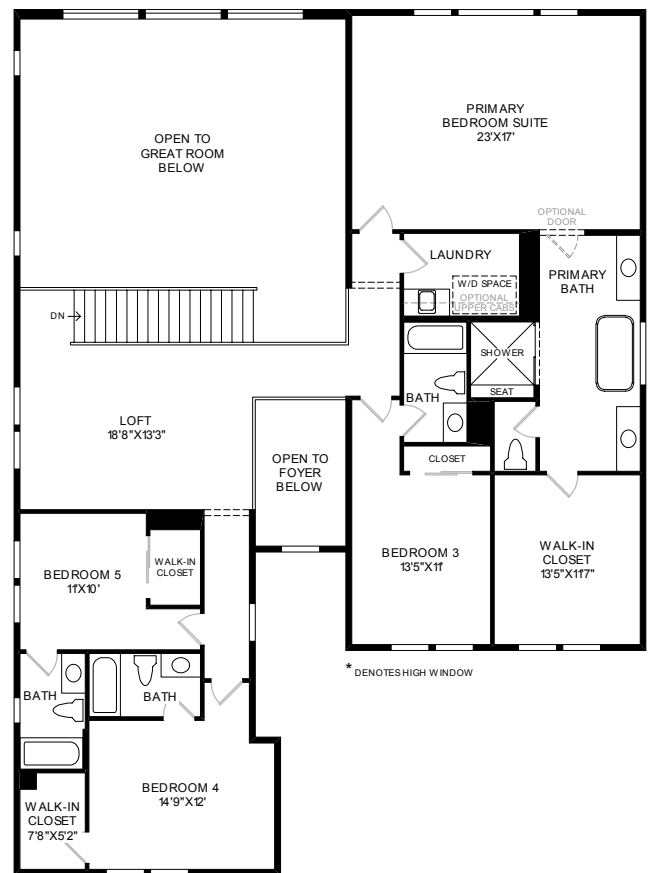 PRIMARY
BEDROOM SUITE
23'X17'
OPEN TO
GREAT ROOM
BELOW
OPTIONAL
DOOR
LAUNDRY
W/D SPACE
OPTIONAL
UPPER CABS
PRIMARY
BATH
DN
SHOWER
SEAT
BATH
LOFT
18'8"X13'3"
OPEN TO
FOYER
BELOW
CLOSET
BEDROOM 3
13'5"X11'
WALK-IN
CLOSET
13'5"X11'7"
BEDROOM 5
11'X10'
WALK-IN
CLOSET
* DENOTES HIGH WINDOW
BATH
BATH
BEDROOM 4
14'9"X12'
WALK-IN
CLOSET
7'8"X5'2"